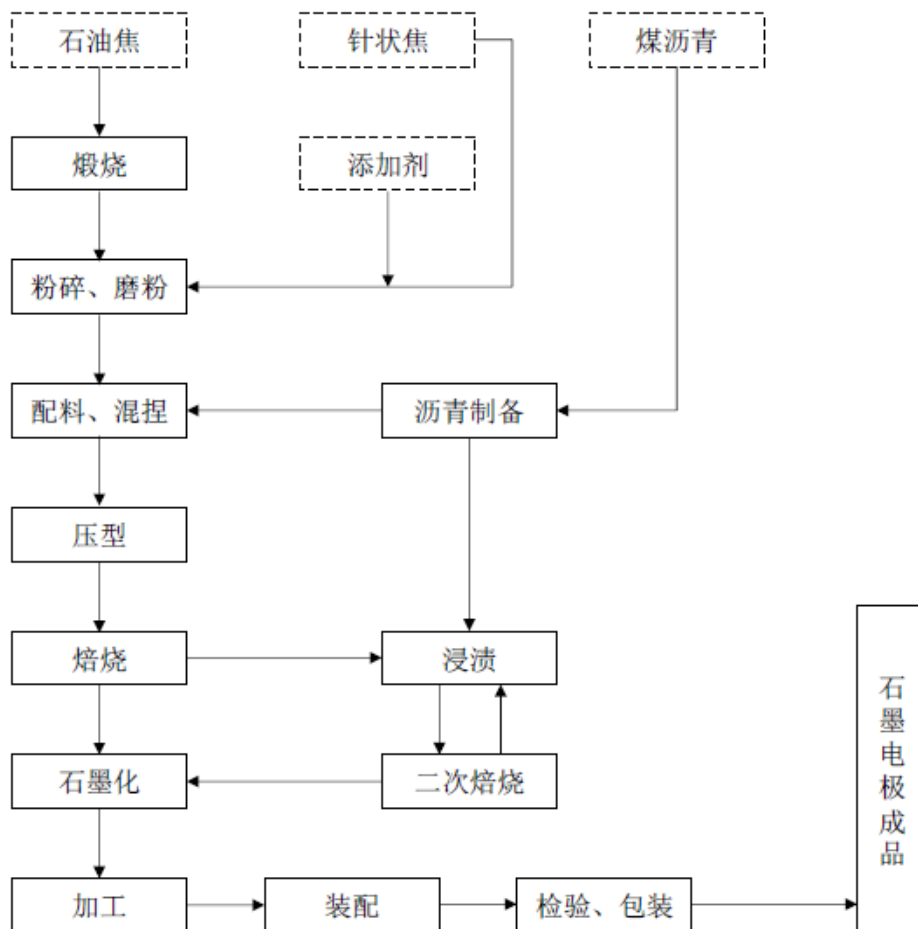 石油焦
针状焦
煤沥青
煅烧
添加剂
粉碎、磨粉
配料、混捏
沥青制备
压型
焙烧
浸渍
石墨化
二次焙烧
石墨电极成品
加工
装配
检验、包装